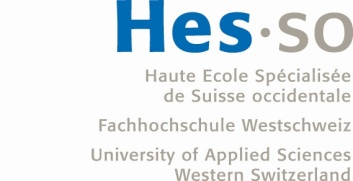 Hes·so
Haute Ecole Spécialisée
de Suisse occidentale
Fachhochschule Westschweiz
University of Applied Sciences
Western Switzerland